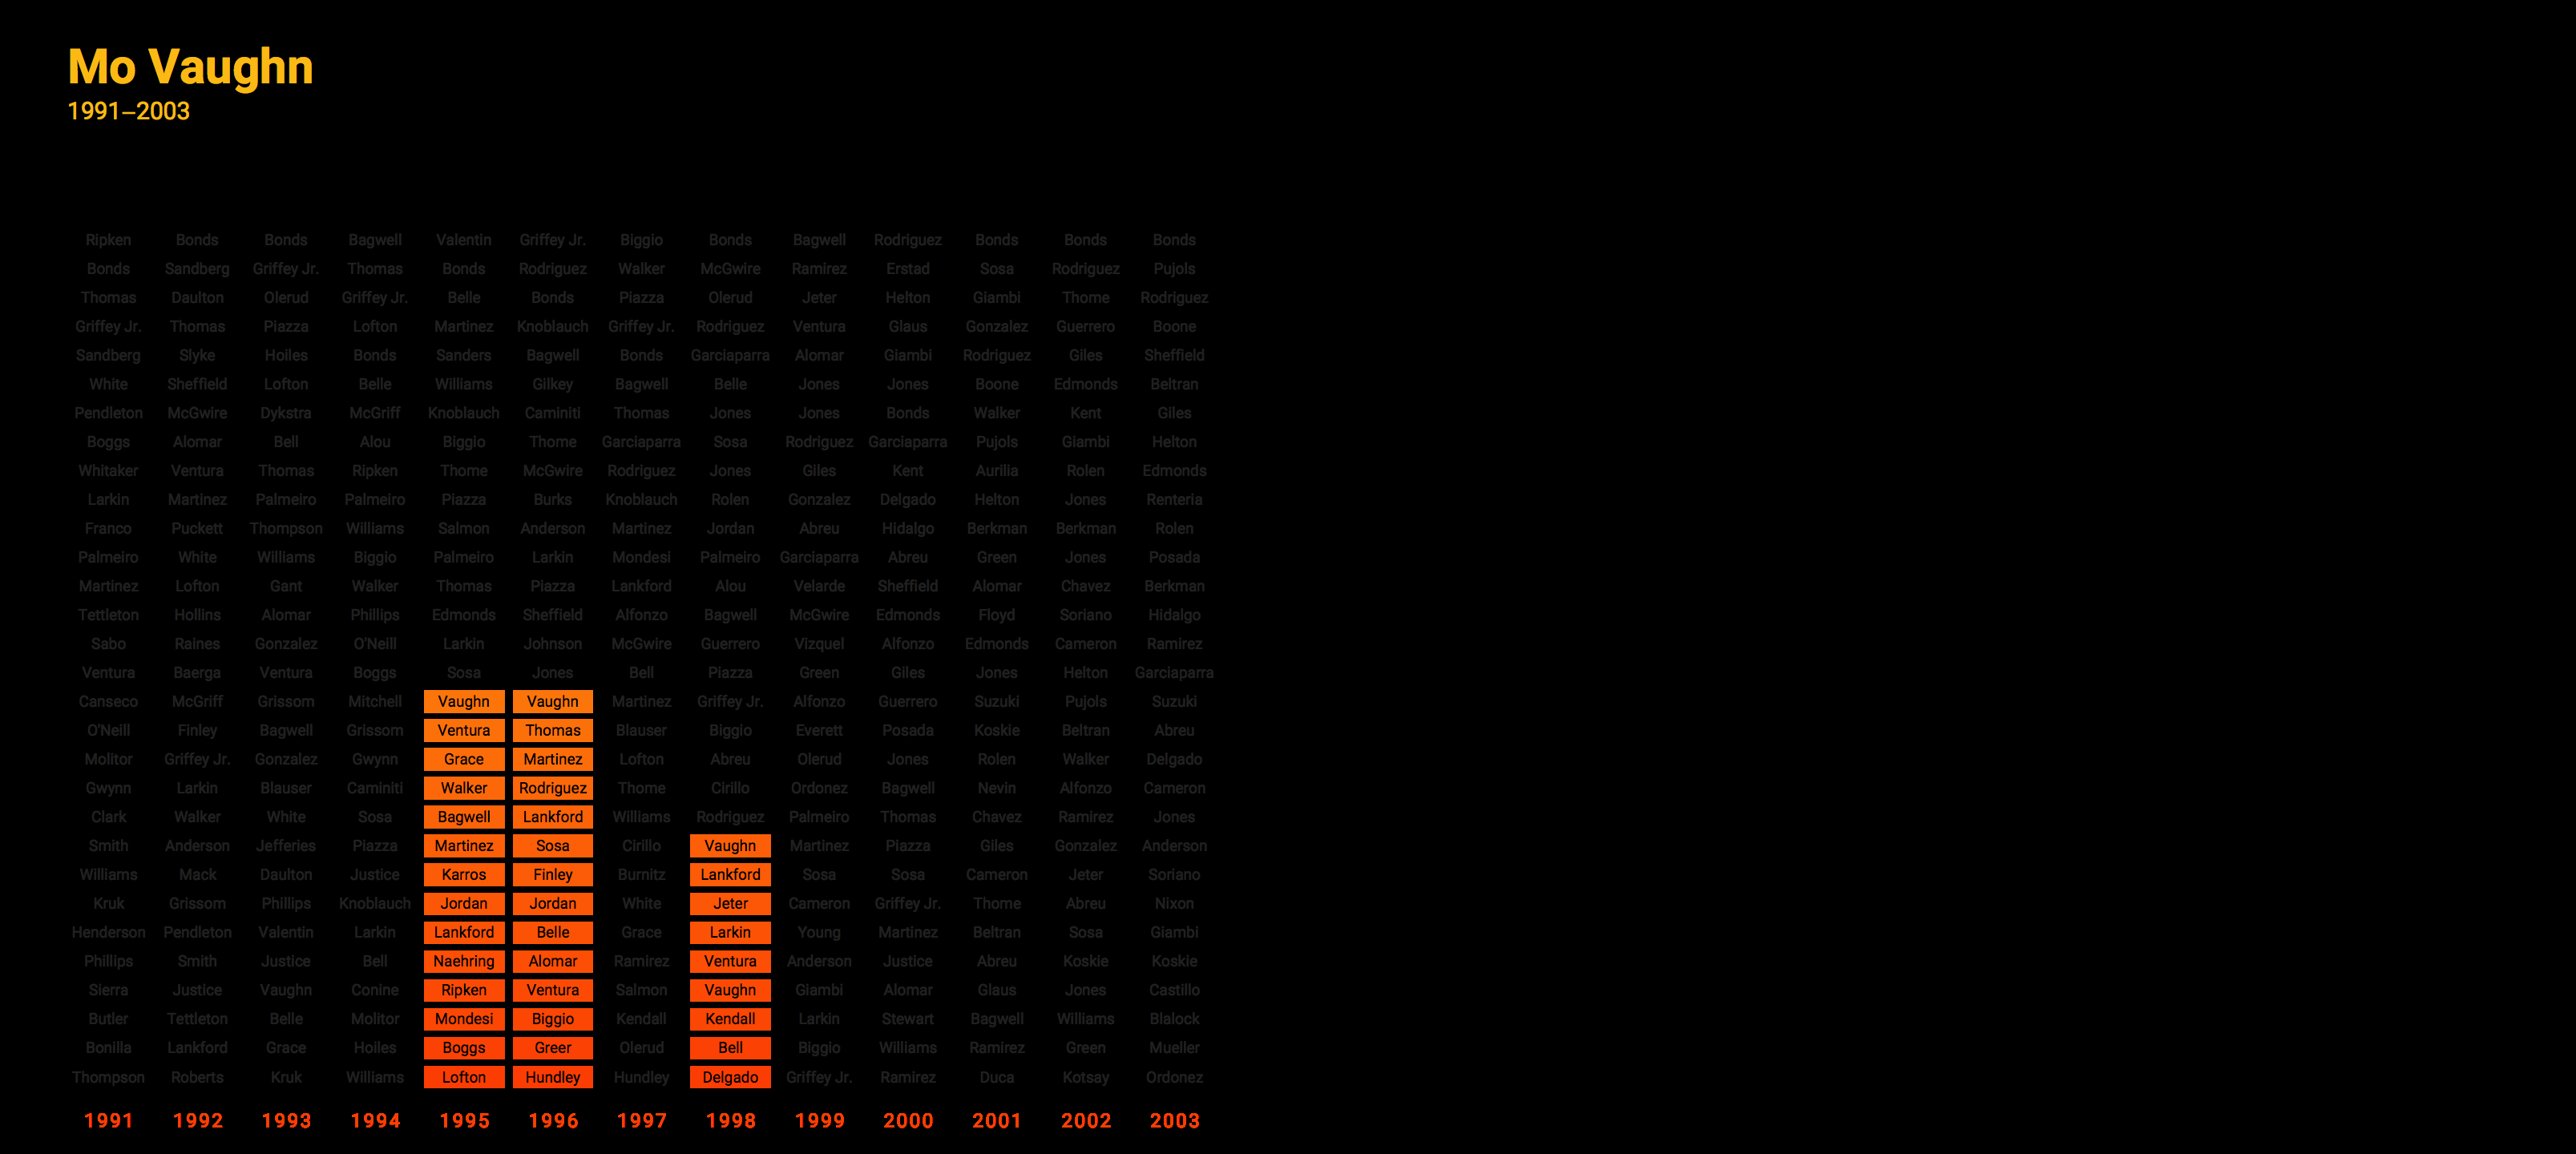 Mo Vaughn
1991–2003
Ripken Bonds Bonds Bagwell Valentin Griffey Jr. Biggio Bonds Bagwell Rodriguez Bonds Bonds Bonds
Bonds Sandberg Griffey Jr. Thomas Bonds Rodriguez Walker McGwire Ramirez Erstad Sosa Rodriguez Pujols
Thomas Daulton Olerud Griffey Jr. Belle Bonds Piazza Olerud Jeter Helton Giambi Thome Rodriguez
Griffey Jr. Thomas Piazza Lofton Martinez Knoblauch Griffey Jr. Rodriguez Ventura Glaus Gonzalez Guerrero Boone
Sandberg Slyke Hoiles Bonds Sanders Bagwell Bonds Garciaparra Alomar Giambi Rodriguez Giles Sheffield
White Sheffield Lofton Belle Williams Gilkey Bagwell Belle Jones Jones Boone Edmonds Beltran
Pendleton McGwire Dykstra McGriff Knoblauch Caminiti Thomas Jones Jones Bonds Walker Kent Giles
Boggs Alomar Bell Alou Biggio Thome Garciaparra Sosa Rodriguez Garciaparra Pujols Giambi Helton
Whitaker Ventura Thomas Ripken Thome McGwire Rodriguez Jones Giles Kent Aurilia Rolen Edmonds
Larkin Martinez Palmeiro Palmeiro Piazza Burks Knoblauch Rolen Gonzalez Delgado Helton Jones Renteria
Franco Puckett Thompson Williams Salmon Anderson Martinez Jordan Abreu Hidalgo Berkman Berkman Rolen
Palmeiro White Williams Biggio Palmeiro Larkin Mondesi Palmeiro Garciaparra Abreu Green Jones Posada
Martinez Lofton Gant Walker Thomas Piazza Lankford Alou Velarde Sheffield Alomar Chavez Berkman
Tettleton Hollins Alomar Phillips Edmonds Sheffield Alfonzo Bagwell McGwire Edmonds Floyd Soriano Hidalgo
Sabo Raines Gonzalez O'Neill Larkin Johnson McGwire Guerrero Vizquel Alfonzo Edmonds Cameron Ramirez
Ventura Baerga Ventura Boggs Sosa Jones Bell Piazza Green Giles Jones Helton Garciaparra
Canseco McGriff Grissom Mitchell Vaughn Vaughn Martinez Griffey Jr. Alfonzo Guerrero Suzuki Pujols Suzuki
O'Neill Finley Bagwell Grissom Ventura Thomas Blauser Biggio Everett Posada Koskie Beltran Abreu
Molitor Griffey Jr. Gonzalez Gwynn Grace Martinez Lofton Abreu Olerud Jones Rolen Walker Delgado
Gwynn Larkin Blauser Caminiti Walker Rodriguez Thome Cirillo Ordonez Bagwell Nevin Alfonzo Cameron
Clark Walker White Sosa Bagwell Lankford Williams Rodriguez Palmeiro Thomas Chavez Ramirez Jones
Smith Anderson Jefferies Piazza Martinez Sosa Cirillo Vaughn Martinez Piazza Giles Gonzalez Anderson
Williams Mack Daulton Justice Karros Finley Burnitz Lankford Sosa Sosa Cameron Jeter Soriano
Kruk Grissom Phillips Knoblauch Jordan Jordan White Jeter Cameron Griffey Jr. Thome Abreu Nixon
Henderson Pendleton Valentin Larkin Lankford Belle Grace Larkin Young Martinez Beltran Sosa Giambi
Phillips Smith Justice Bell Naehring Alomar Ramirez Ventura Anderson Justice Abreu Koskie Koskie
Sierra Justice Vaughn Conine Ripken Ventura Salmon Vaughn Giambi Alomar Glaus Jones Castillo
Butler Tettleton Belle Molitor Mondesi Biggio Kendall Kendall Larkin Stewart Bagwell Williams Blalock
Bonilla Lankford Grace Hoiles Boggs Greer Olerud Bell Biggio Williams Ramirez Green Mueller
Thompson Roberts Kruk Williams Lofton Hundley Hundley Delgado Griffey Jr. Ramirez Duca Kotsay Ordonez
1991 1992 1993 1994 1995 1996 1997 1998 1999 2000 2001 2002 2003